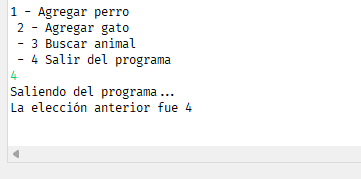 1 - Agregar perro
2 - Agregar gato
- 3 Buscar animal
- 4 Salir del programa
4
Saliendo del programa...
La elección anterior fue 4